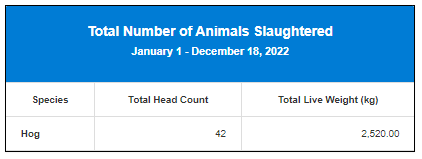 Total Number of Animals Slaughtered
January 1 - December 18, 2022
Species Total Head Count Total Live Weight (kg)
Hog 42 2,520.00